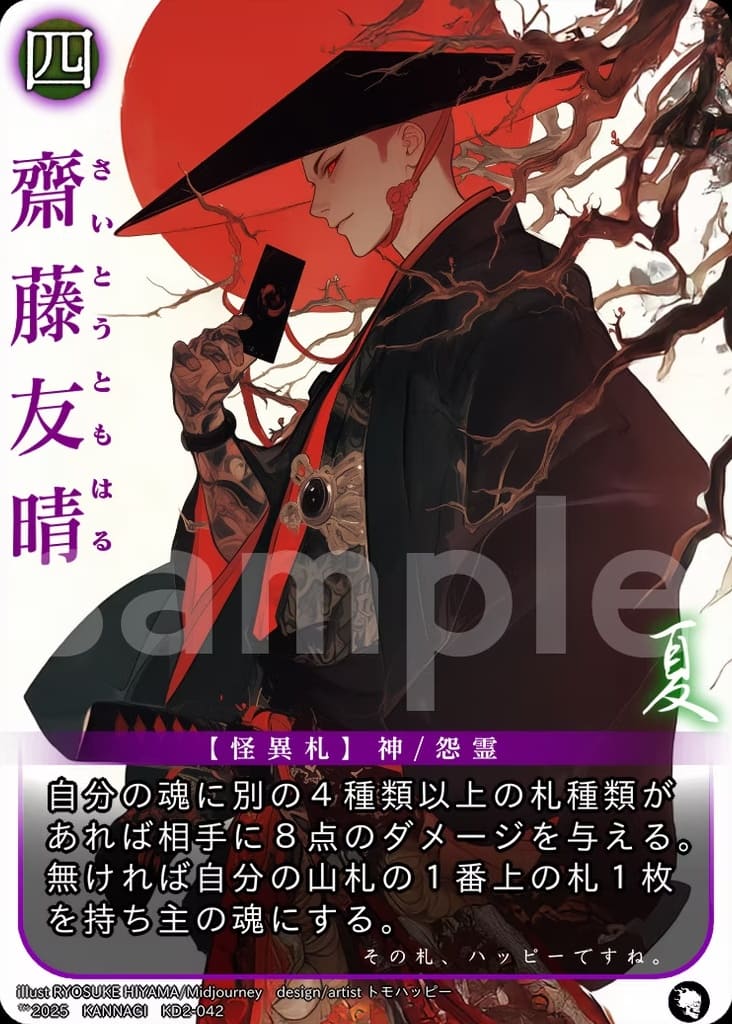 四
齋藤友晴
さいとうともはる
sample
夏
【怪異札】神/怨霊
自分の魂に別の４種類以上の札種類が
あれば相手に８点のダメージを与える。
無ければ自分の山札の１番上の札１枚
を持ち主の魂にする。
その札、ハッピーですね。
illust RYOSUKE HIYAMA/Midjourney design/artist トモハッピー
™2025 KANNAGI KD2-042